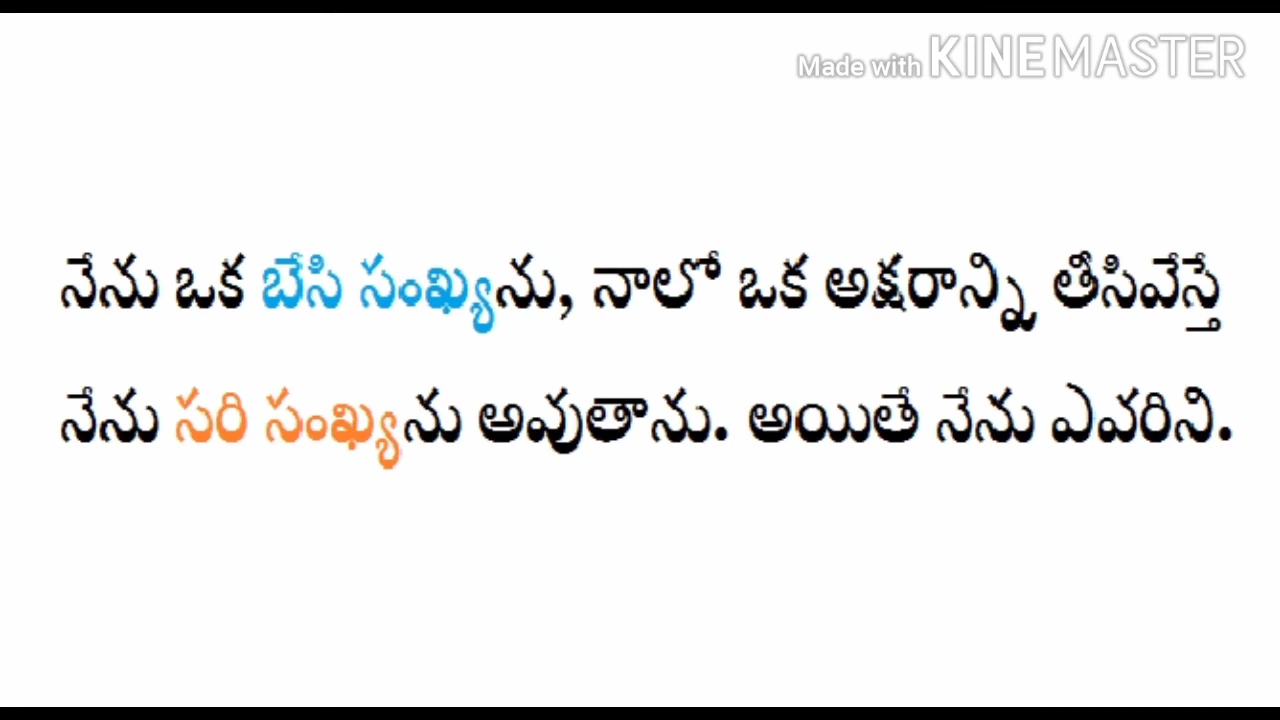 Made with KINEMASTER
నేను ఒక బేసి సంఖ్యను, నాలో ఒక అక్షరాన్ని తీసివేస్తే
నేను సరి సంఖ్యను అవుతాను. అయితే నేను ఎవరిని.